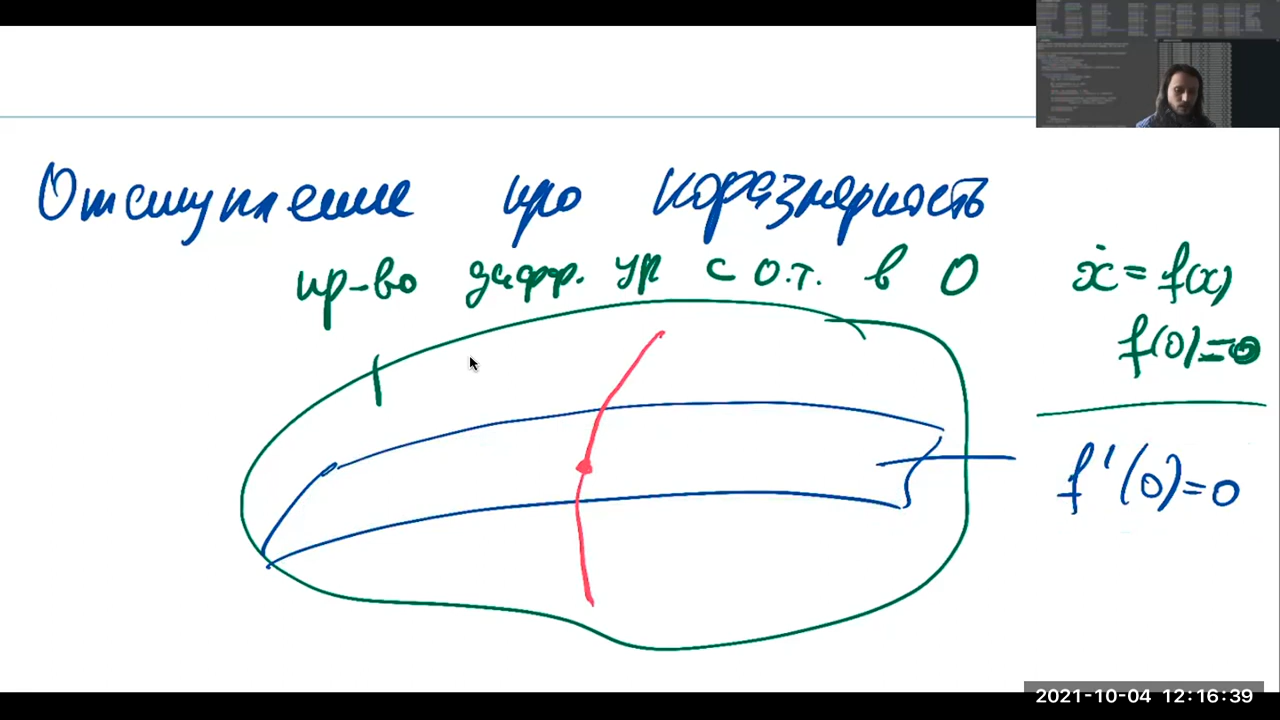 Отступление про коразмерность
пр-во дифф. ур с о.т. в 0
ẋ = f(x)
f(0)=0
f'(0)=0
2021-10-04 12:16:39